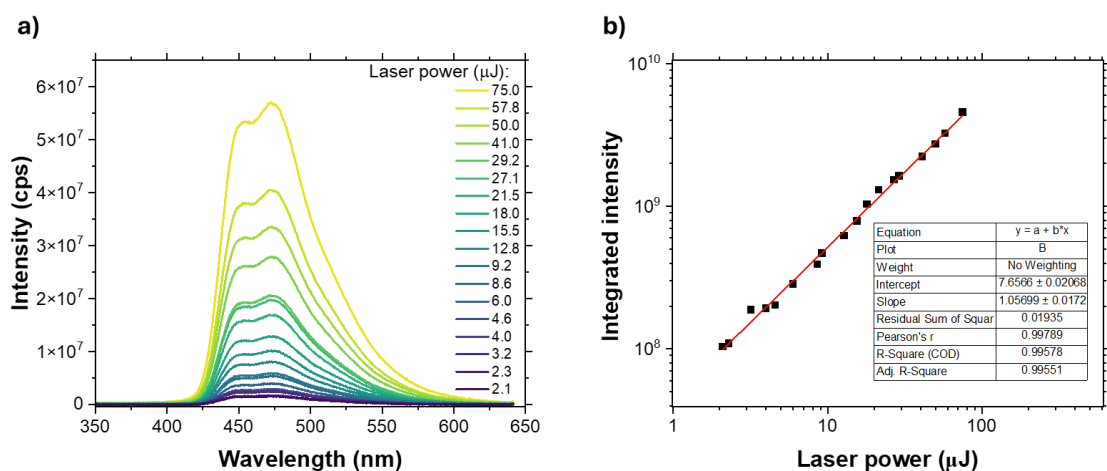 a)
Intensity (cps)
6×10⁷
5×10⁷
4×10⁷
3×10⁷
2×10⁷
1×10⁷
0
350 400 450 500 550 600 650
Wavelength (nm)
Laser power (μJ):
75.0
57.8
50.0
41.0
29.2
27.1
21.5
18.0
15.5
12.8
9.2
8.6
6.0
4.6
4.0
3.2
2.3
2.1
b)
Integrated intensity
10¹⁰
10⁹
10⁸
1 10 100
Laser power (μJ)
Equation y = a + b*x
Plot B
Weight No Weighting
Intercept 7.6566 ± 0.02068
Slope 1.05699 ± 0.0172
Residual Sum of Squar 0.01935
Pearson's r 0.99789
R-Square (COD) 0.99578
Adj. R-Square 0.99551